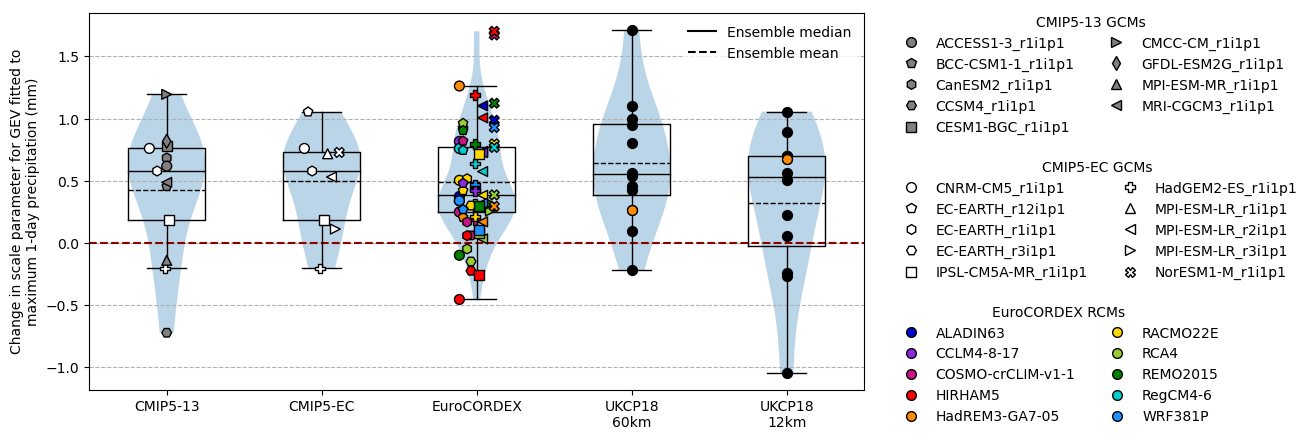 Change in scale parameter for GEV fitted to
maximum 1-day precipitation (mm)
1.5
1.0
0.5
0.0
−0.5
−1.0
Ensemble median
Ensemble mean
CMIP5-13
CMIP5-EC
EuroCORDEX
UKCP18
60km
UKCP18
12km
CMIP5-13 GCMs
ACCESS1-3_r1i1p1
BCC-CSM1-1_r1i1p1
CanESM2_r1i1p1
CCSM4_r1i1p1
CESM1-BGC_r1i1p1
CMCC-CM_r1i1p1
GFDL-ESM2G_r1i1p1
MPI-ESM-MR_r1i1p1
MRI-CGCM3_r1i1p1
CMIP5-EC GCMs
CNRM-CM5_r1i1p1
EC-EARTH_r12i1p1
EC-EARTH_r1i1p1
EC-EARTH_r3i1p1
IPSL-CM5A-MR_r1i1p1
HadGEM2-ES_r1i1p1
MPI-ESM-LR_r1i1p1
MPI-ESM-LR_r2i1p1
MPI-ESM-LR_r3i1p1
NorESM1-M_r1i1p1
EuroCORDEX RCMs
ALADIN63
CCLM4-8-17
COSMO-crCLIM-v1-1
HIRHAM5
HadREM3-GA7-05
RACMO22E
RCA4
REMO2015
RegCM4-6
WRF381P